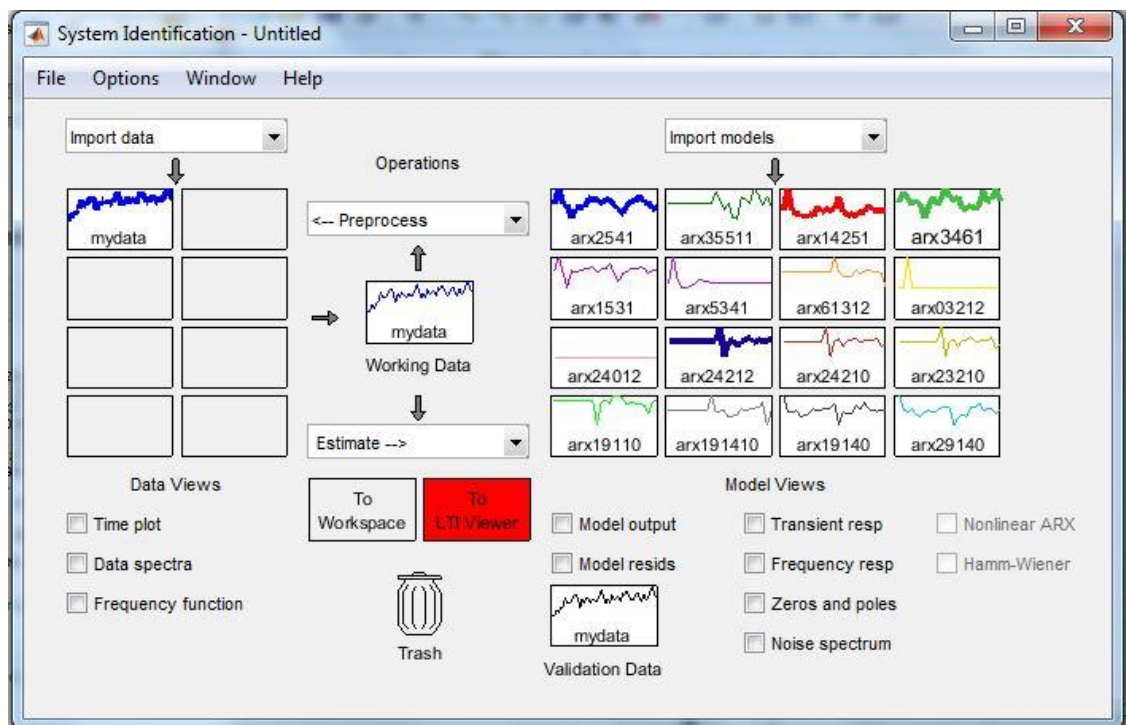 System Identification - Untitled
File Options Window Help
Import data
Operations
Import models
mydata
<-- Preprocess
arx2541 arx35511 arx14251 arx3461
mydata
Working Data
arx1531 arx5341 arx61312 arx03212
arx24012 arx24212 arx24210 arx23210
Estimate -->
arx19110 arx191410 arx19140 arx29140
Data Views
To
Workspace
To
LTI Viewer
Model Views
Time plot
Data spectra
Frequency function
Trash
Model output
Model resids
mydata
Validation Data
Transient resp
Frequency resp
Zeros and poles
Noise spectrum
Nonlinear ARX
Hamm-Wiener